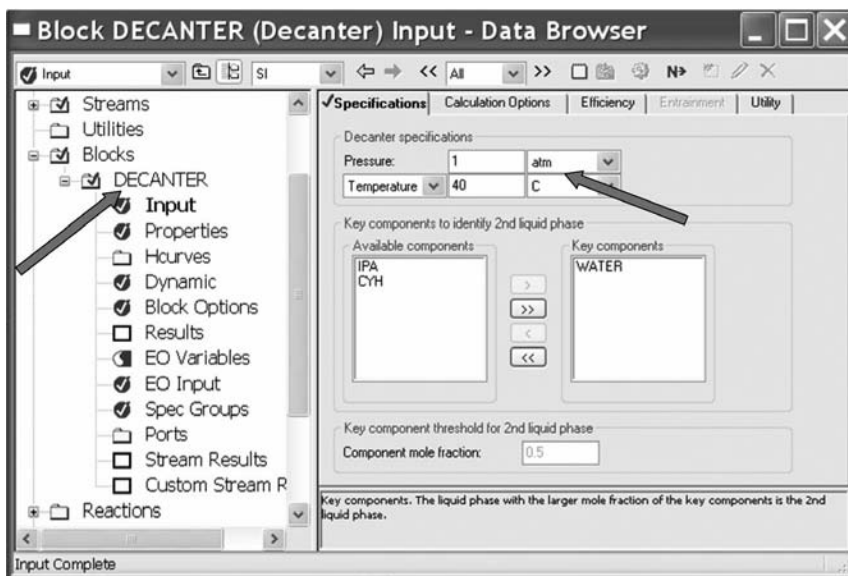 Block DECANTER (Decanter) Input - Data Browser
Input SI << All >> N
Streams
Utilities
Blocks
DECANTER
Input
Properties
Hcurves
Dynamic
Block Options
Results
EO Variables
EO Input
Spec Groups
Ports
Stream Results
Custom Stream R
Reactions
Specifications Calculation Options Efficiency Entrainment Utility
Decanter specifications
Pressure: 1 atm
Temperature 40 C
Key components to identify 2nd liquid phase
Available components Key components
IPA WATER
CYH
>
>>
<
<<
Key component threshold for 2nd liquid phase
Component mole fraction: 0.5
Key components. The liquid phase with the larger mole fraction of the key components is the 2nd
liquid phase.
Input Complete